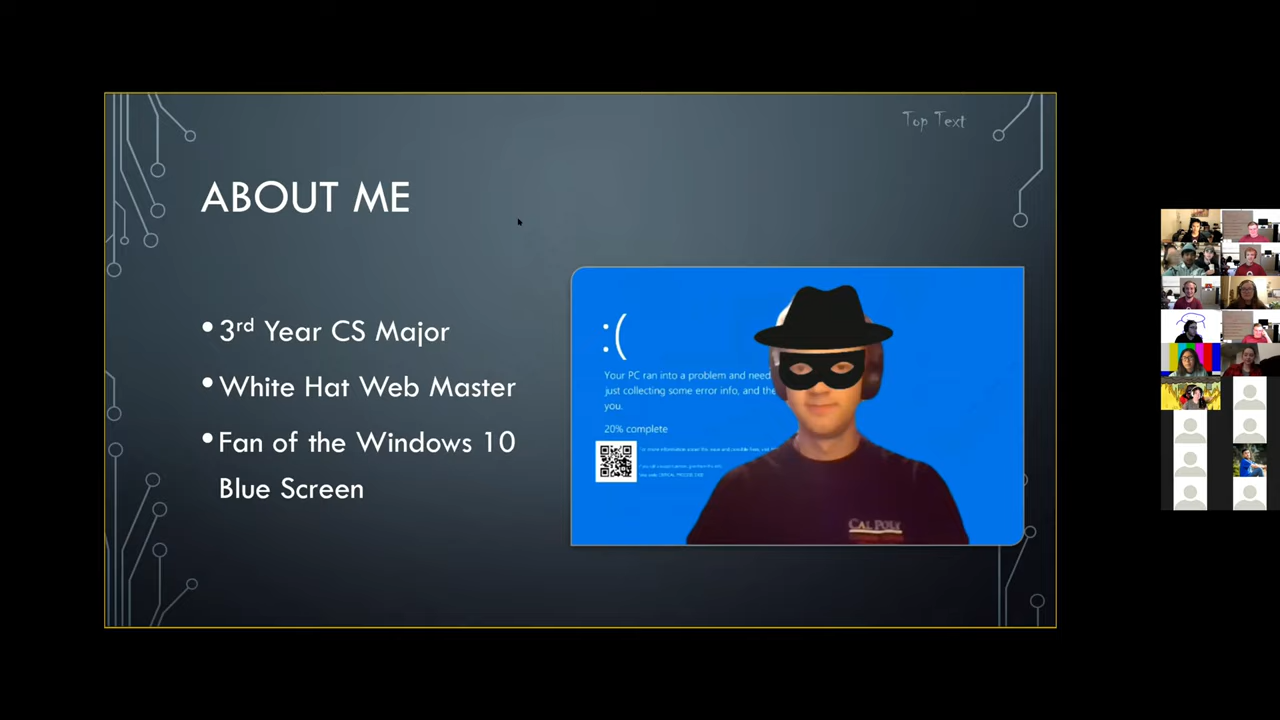 Top Text
ABOUT ME
•3rd Year CS Major
•White Hat Web Master
•Fan of the Windows 10
Blue Screen
:(
Your PC ran into a problem and need
just collecting some error info, and the
you.
20% complete
CAL POLY